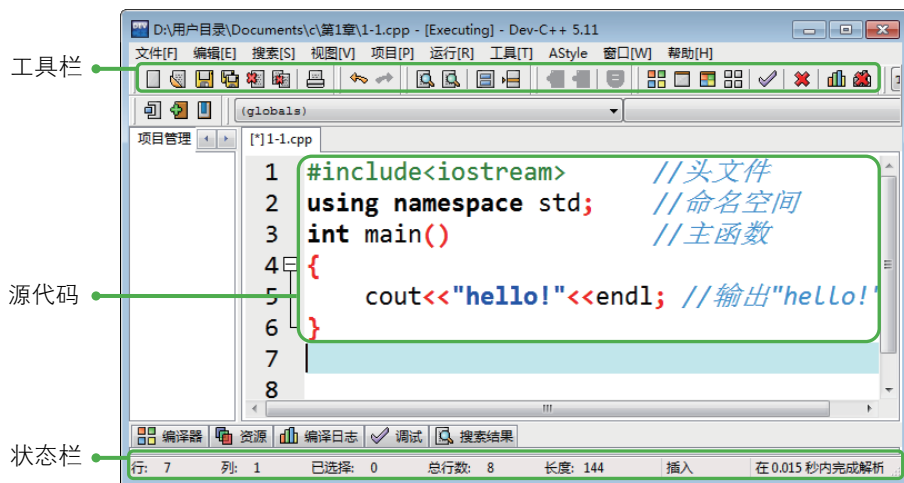 D:\用户目录\Documents\c\第1章\1-1.cpp - [Executing] - Dev-C++ 5.11
文件[F] 编辑[E] 搜索[S] 视图[V] 项目[P] 运行[R] 工具[T] AStyle 窗口[W] 帮助[H]
工具栏
(globals)
项目管理 [*]1-1.cpp
1 #include<iostream> //头文件
2 using namespace std; //命名空间
3 int main() //主函数
4 {
源代码
5 cout<<"hello!"<<endl; //输出"hello!"
6 }
7
8
编译器 资源 编译日志 调试 搜索结果
状态栏
行: 7 列: 1 已选择: 0 总行数: 8 长度: 144 插入 在 0.015 秒内完成解析